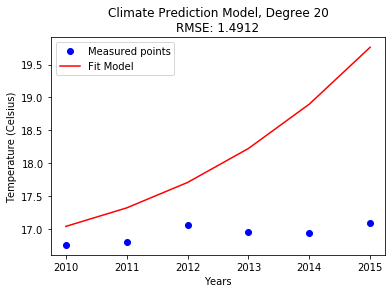 Climate Prediction Model, Degree 20
RMSE: 1.4912
Measured points
Fit Model
Temperature (Celsius)
19.5
19.0
18.5
18.0
17.5
17.0
2010 2011 2012 2013 2014 2015
Years